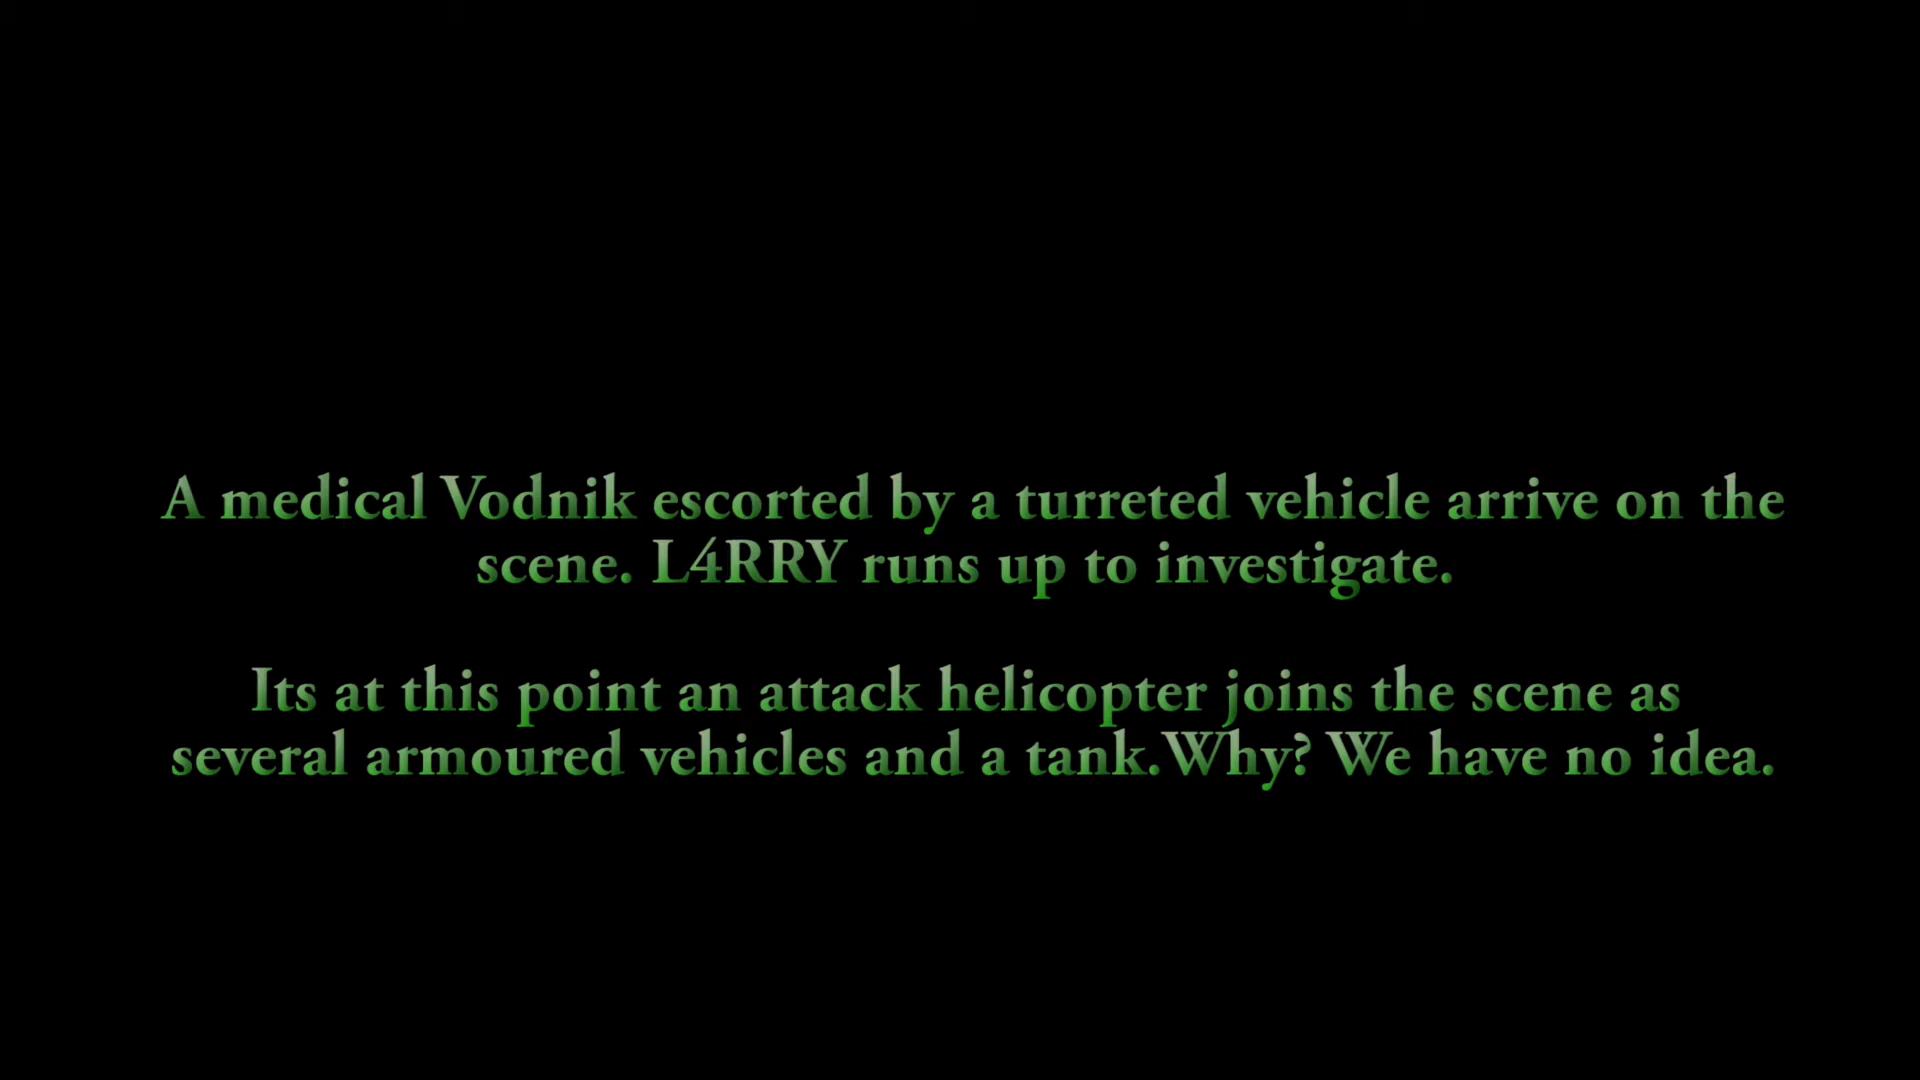 A medical Vodnik escorted by a turreted vehicle arrive on the
scene. L4RRY runs up to investigate.
Its at this point an attack helicopter joins the scene as
several armoured vehicles and a tank.Why? We have no idea.